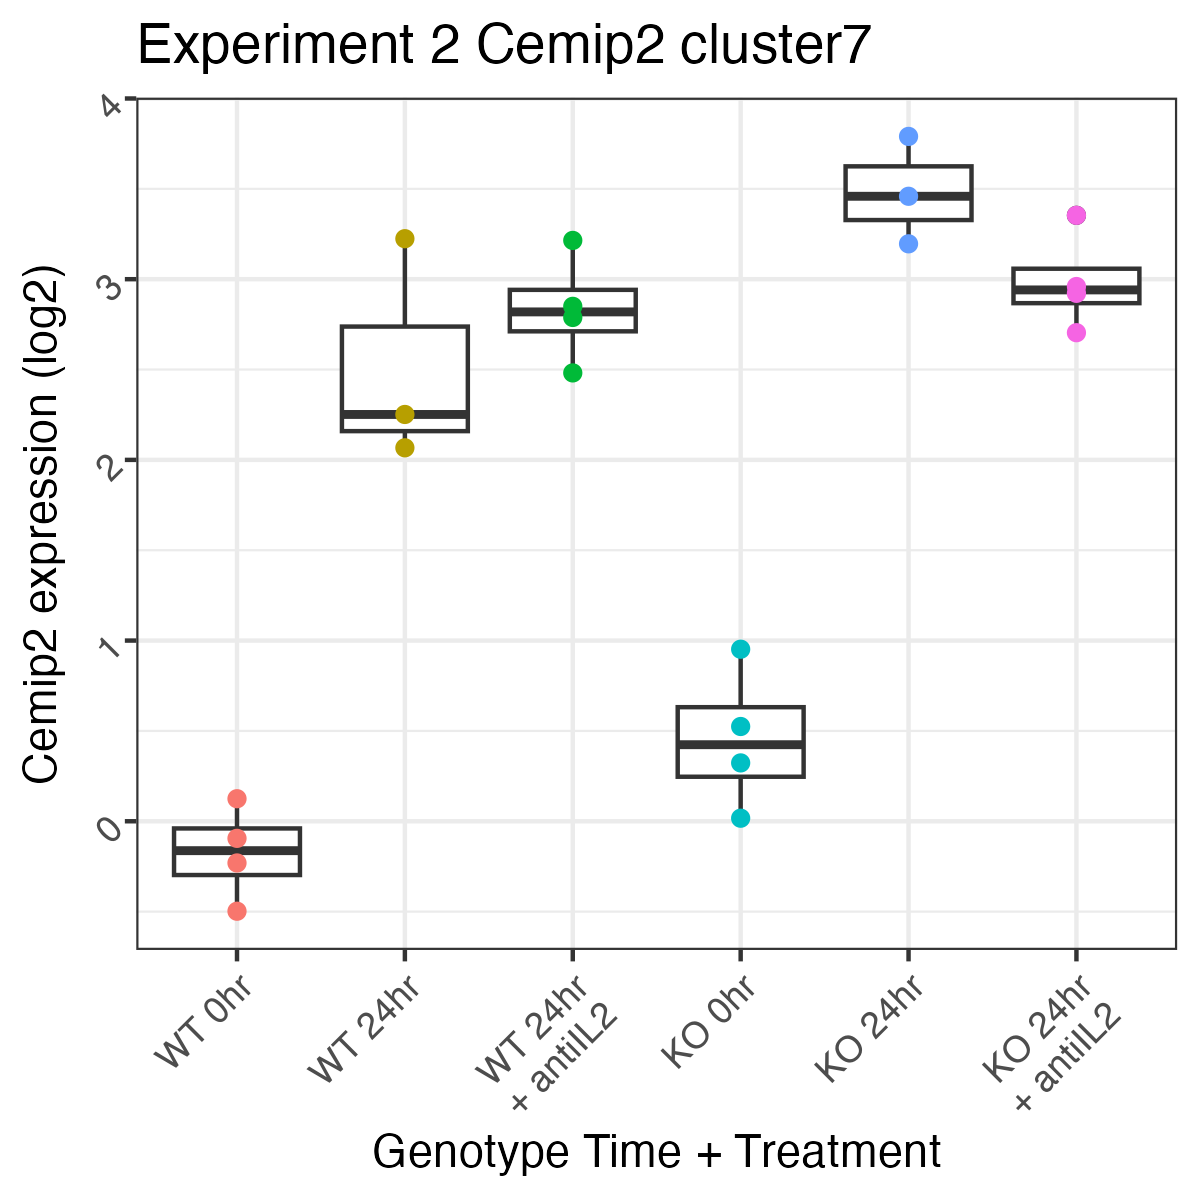 Experiment 2 Cemip2 cluster7
Cemip2 expression (log2)
4
3
2
1
0
WT 0hr
WT 24hr
WT 24hr
+ antiIL2
KO 0hr
KO 24hr
KO 24hr
+ antiIL2
Genotype Time + Treatment